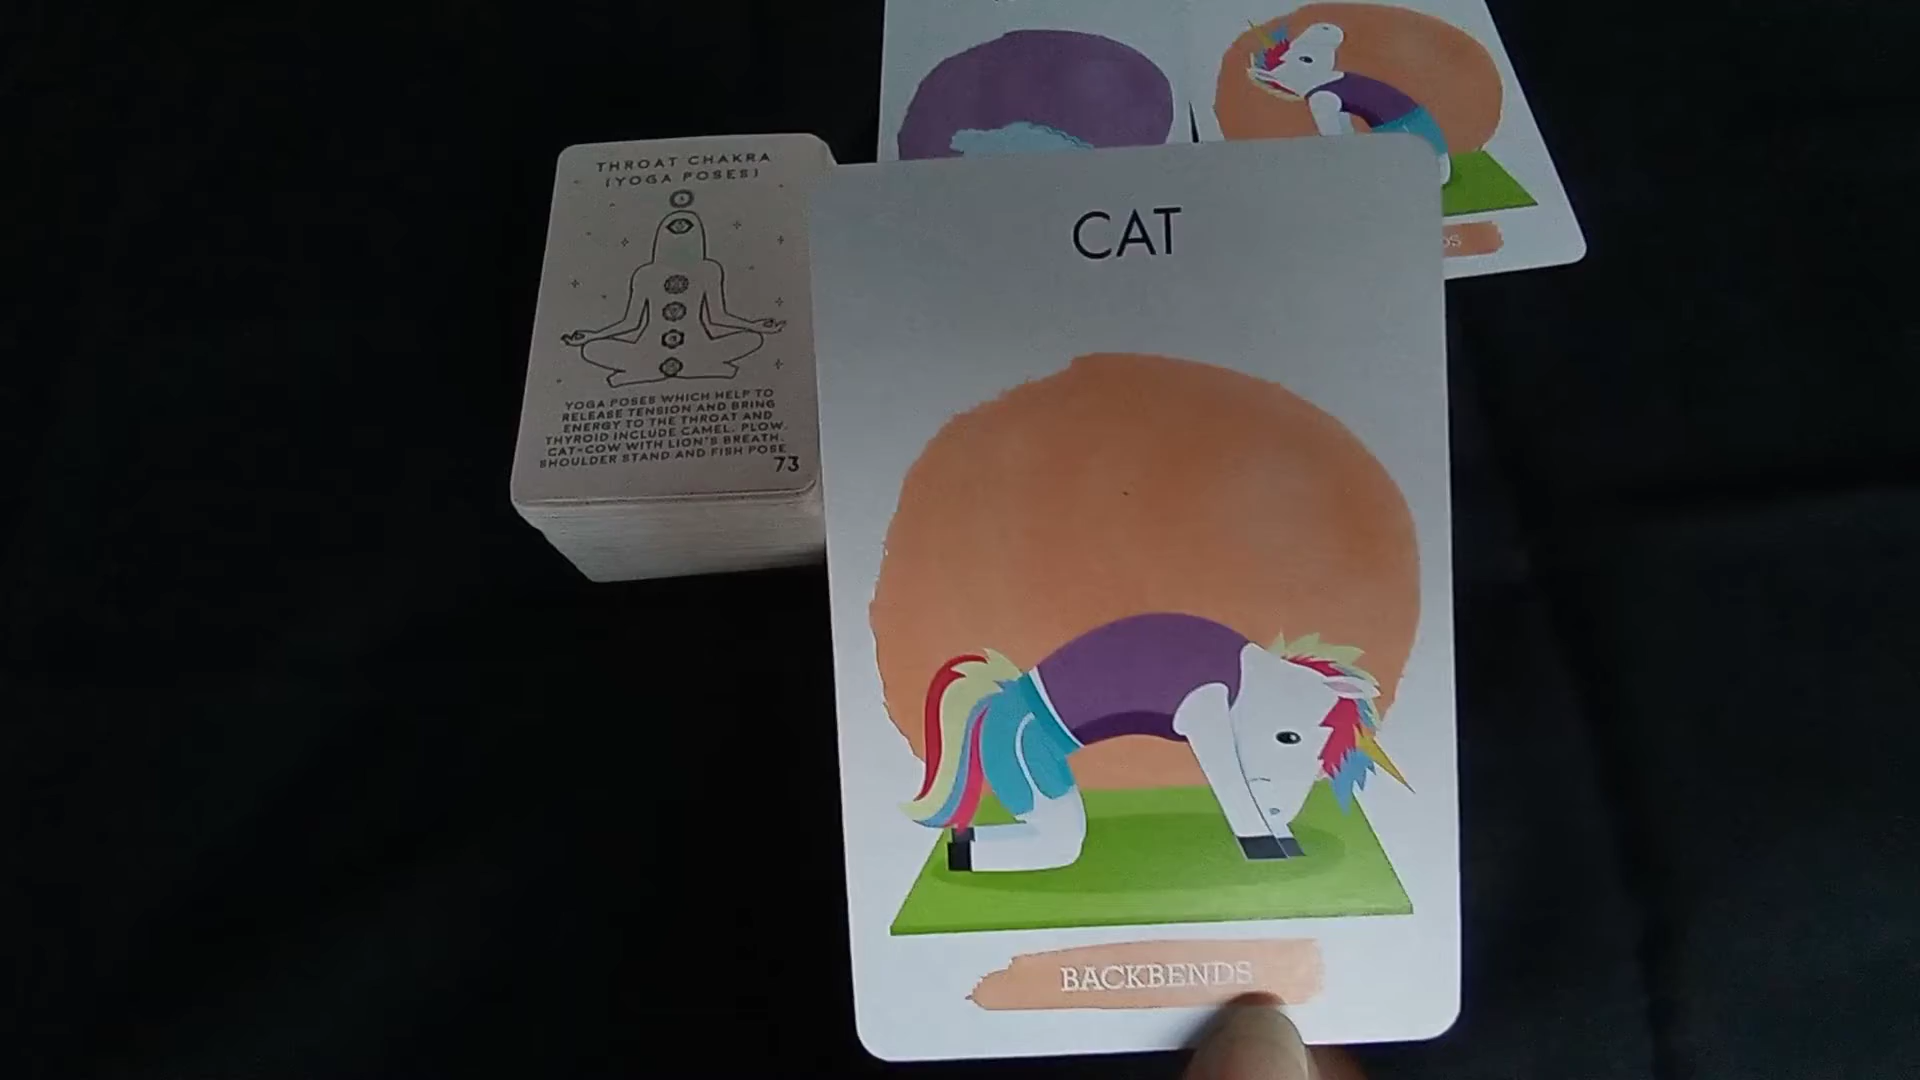 THROAT CHAKRA
(YOGA POSES)
YOGA POSES WHICH HELP TO
RELEASE TENSION AND BRING
ENERGY TO THE THROAT AND
THYROID INCLUDE CAMEL, PLOW,
CAT-COW WITH LION'S BREATH,
SHOULDER STAND AND FISH POSE
73
CAT
BACKBENDS